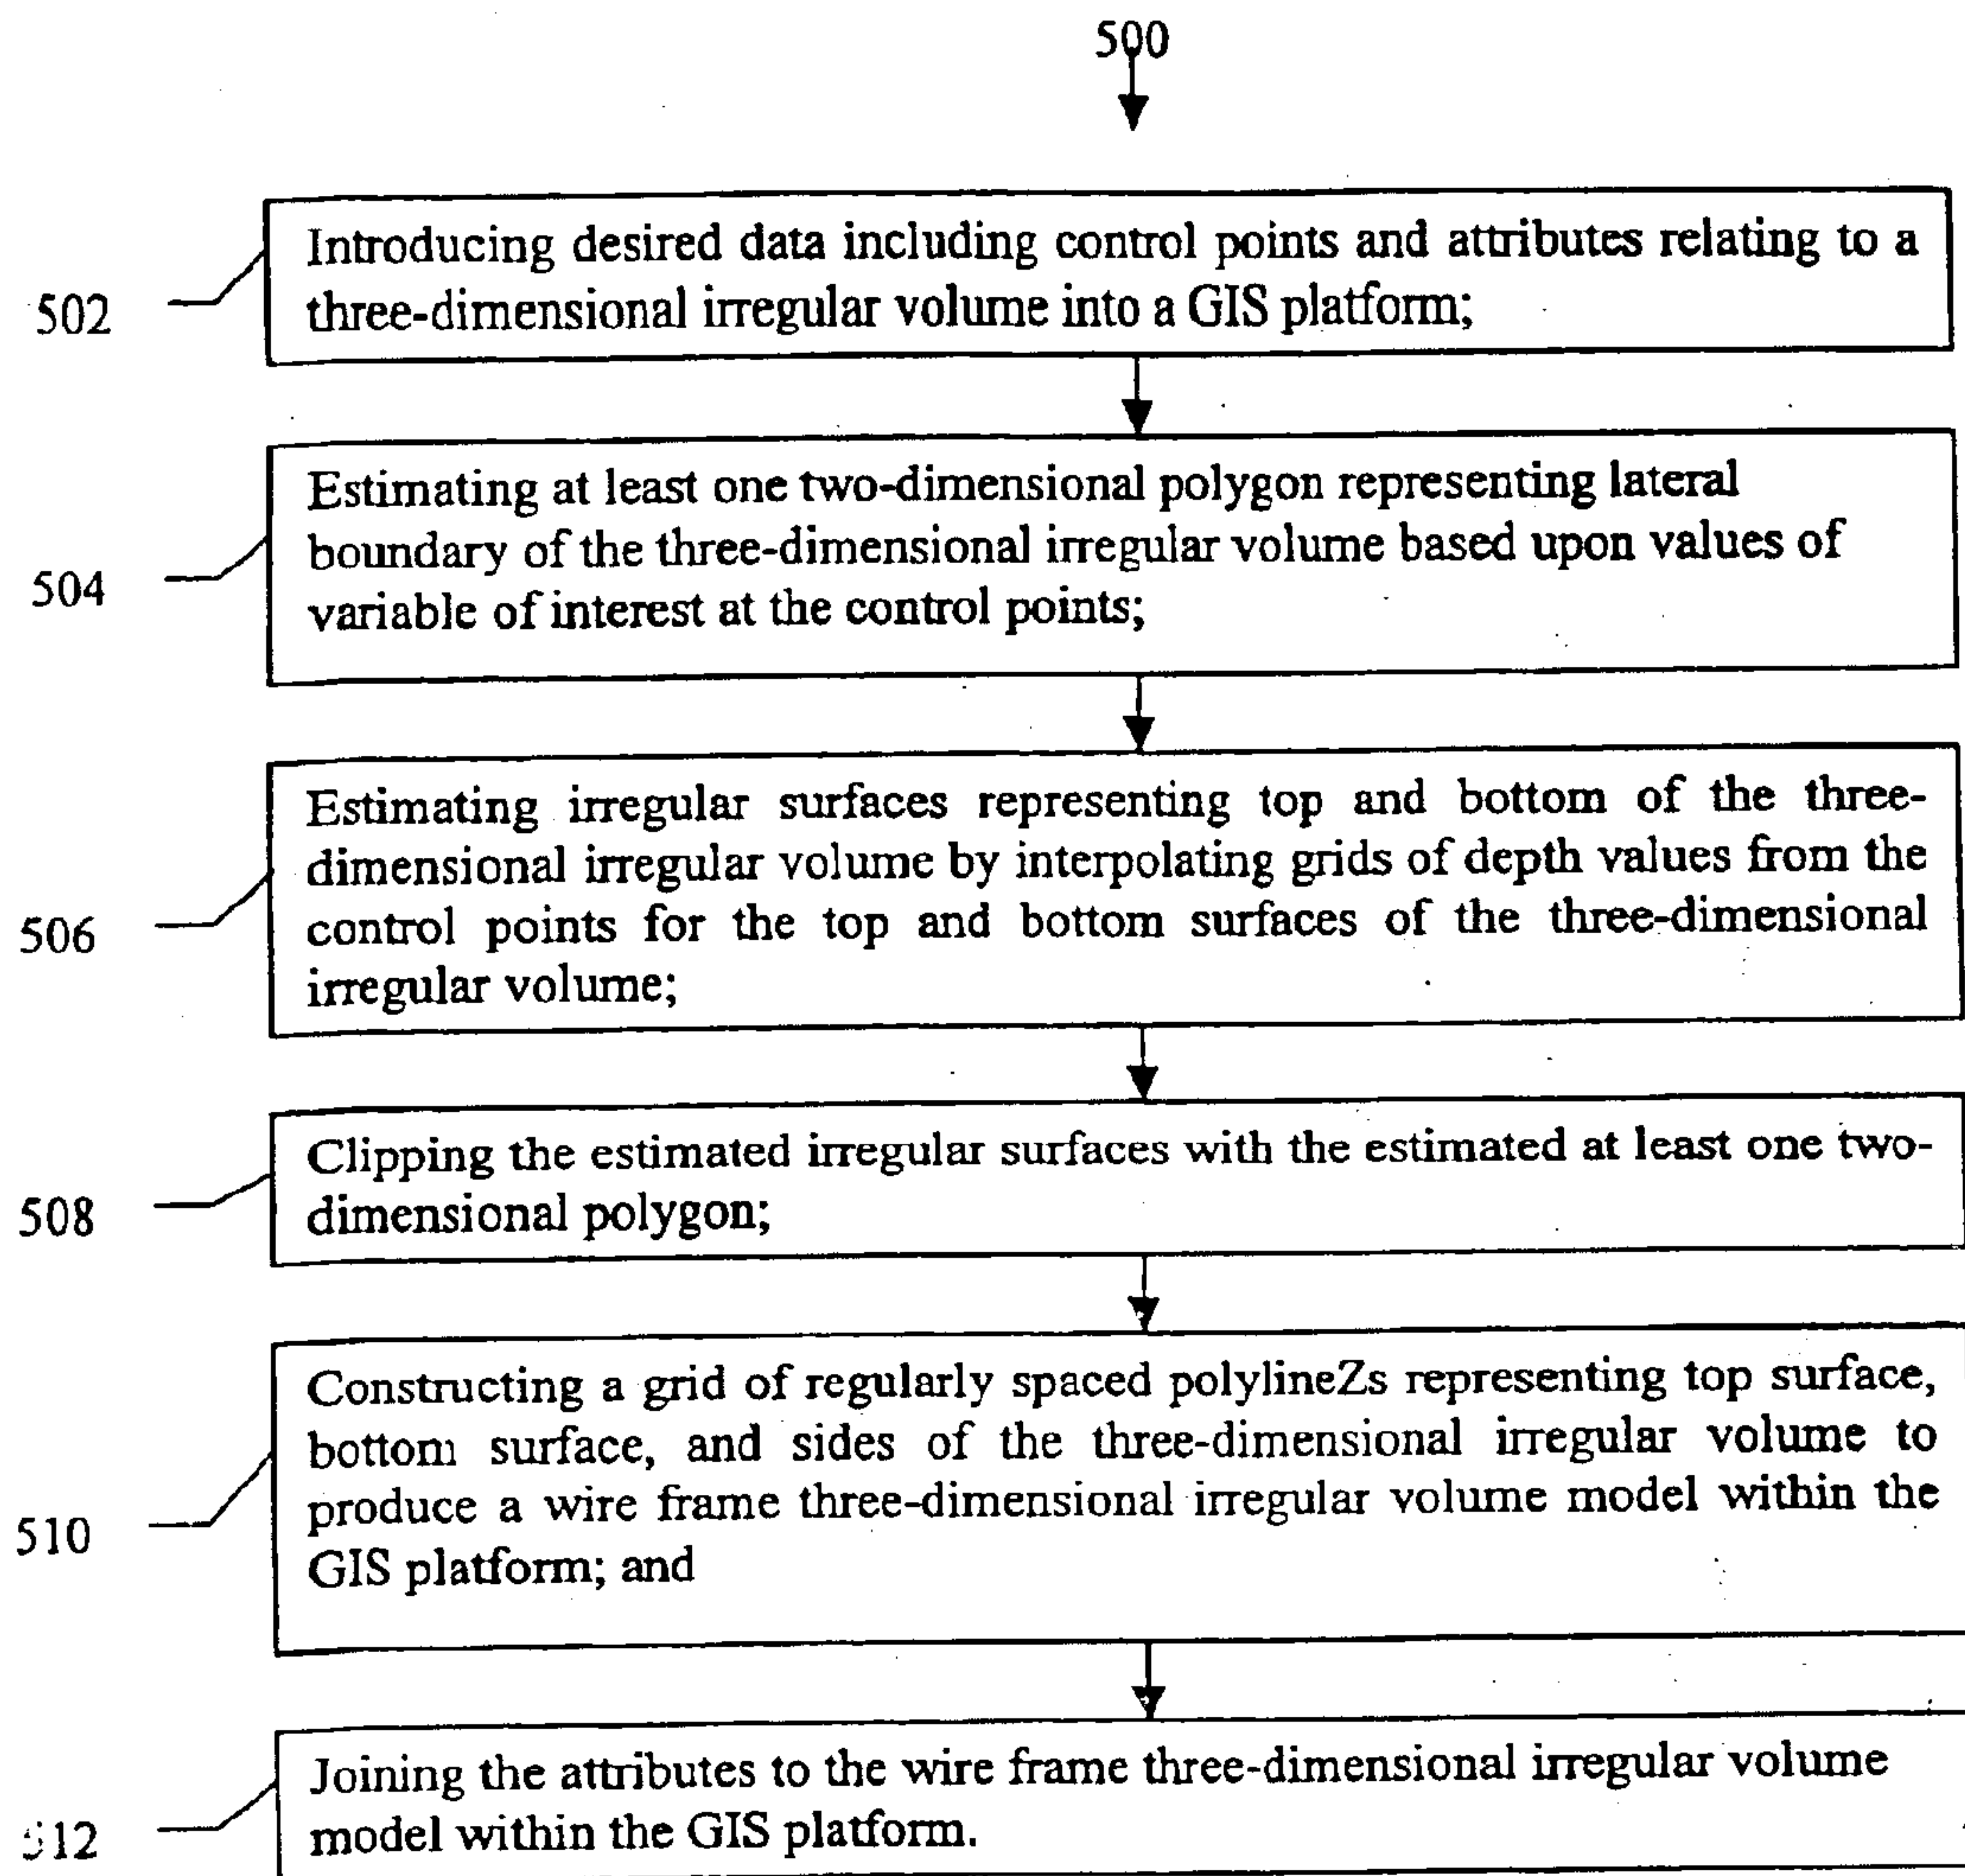 500
502
Introducing desired data including control points and attributes relating to a
three-dimensional irregular volume into a GIS platform;
504
Estimating at least one two-dimensional polygon representing lateral
boundary of the three-dimensional irregular volume based upon values of
variable of interest at the control points;
506
Estimating irregular surfaces representing top and bottom of the three-
dimensional irregular volume by interpolating grids of depth values from the
control points for the top and bottom surfaces of the three-dimensional
irregular volume;
508
Clipping the estimated irregular surfaces with the estimated at least one two-
dimensional polygon;
510
Constructing a grid of regularly spaced polylineZs representing top surface,
bottom surface, and sides of the three-dimensional irregular volume to
produce a wire frame three-dimensional irregular volume model within the
GIS platform; and
512
Joining the attributes to the wire frame three-dimensional irregular volume
model within the GIS platform.